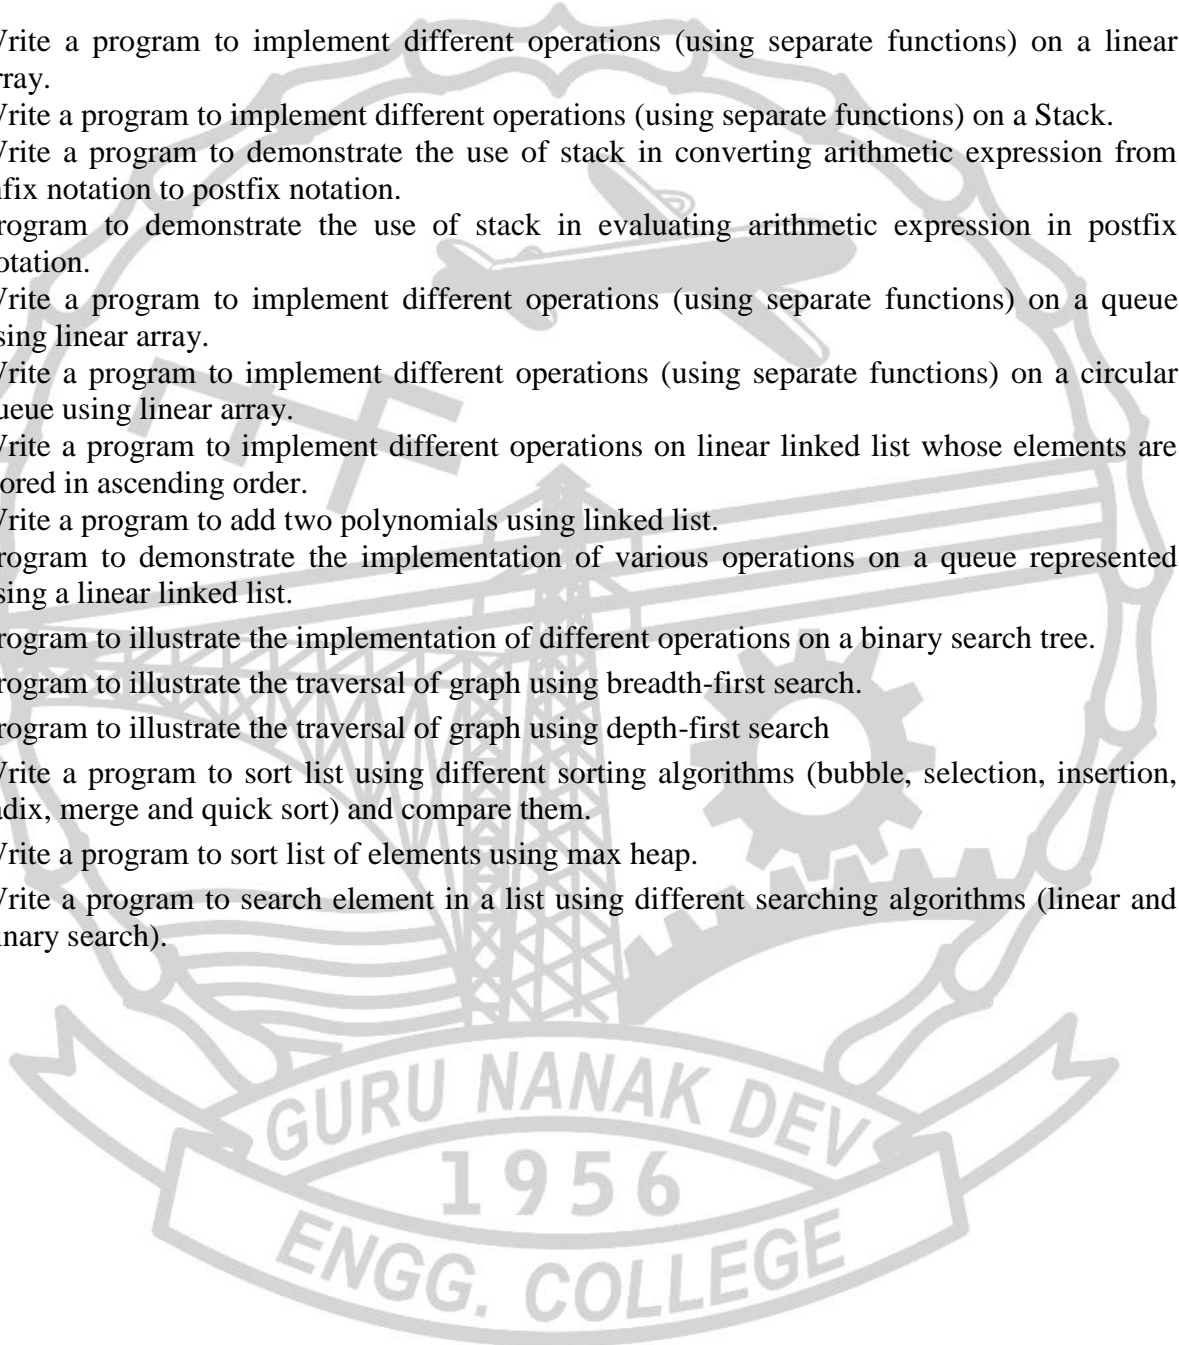 Write a program to implement different operations (using separate functions) on a linear
rray.
Write a program to implement different operations (using separate functions) on a Stack.
Write a program to demonstrate the use of stack in converting arithmetic expression from
nfix notation to postfix notation.
rogram to demonstrate the use of stack in evaluating arithmetic expression in postfix
otation.
Write a program to implement different operations (using separate functions) on a queue
sing linear array.
Write a program to implement different operations (using separate functions) on a circular
ueue using linear array.
Write a program to implement different operations on linear linked list whose elements are
tored in ascending order.
Write a program to add two polynomials using linked list.
rogram to demonstrate the implementation of various operations on a queue represented
sing a linear linked list.
rogram to illustrate the implementation of different operations on a binary search tree.
rogram to illustrate the traversal of graph using breadth-first search.
rogram to illustrate the traversal of graph using depth-first search
Write a program to sort list using different sorting algorithms (bubble, selection, insertion,
adix, merge and quick sort) and compare them.
Write a program to sort list of elements using max heap.
Write a program to search element in a list using different searching algorithms (linear and
inary search).
GURU NANAK DEV
1956
ENGG. COLLEGE